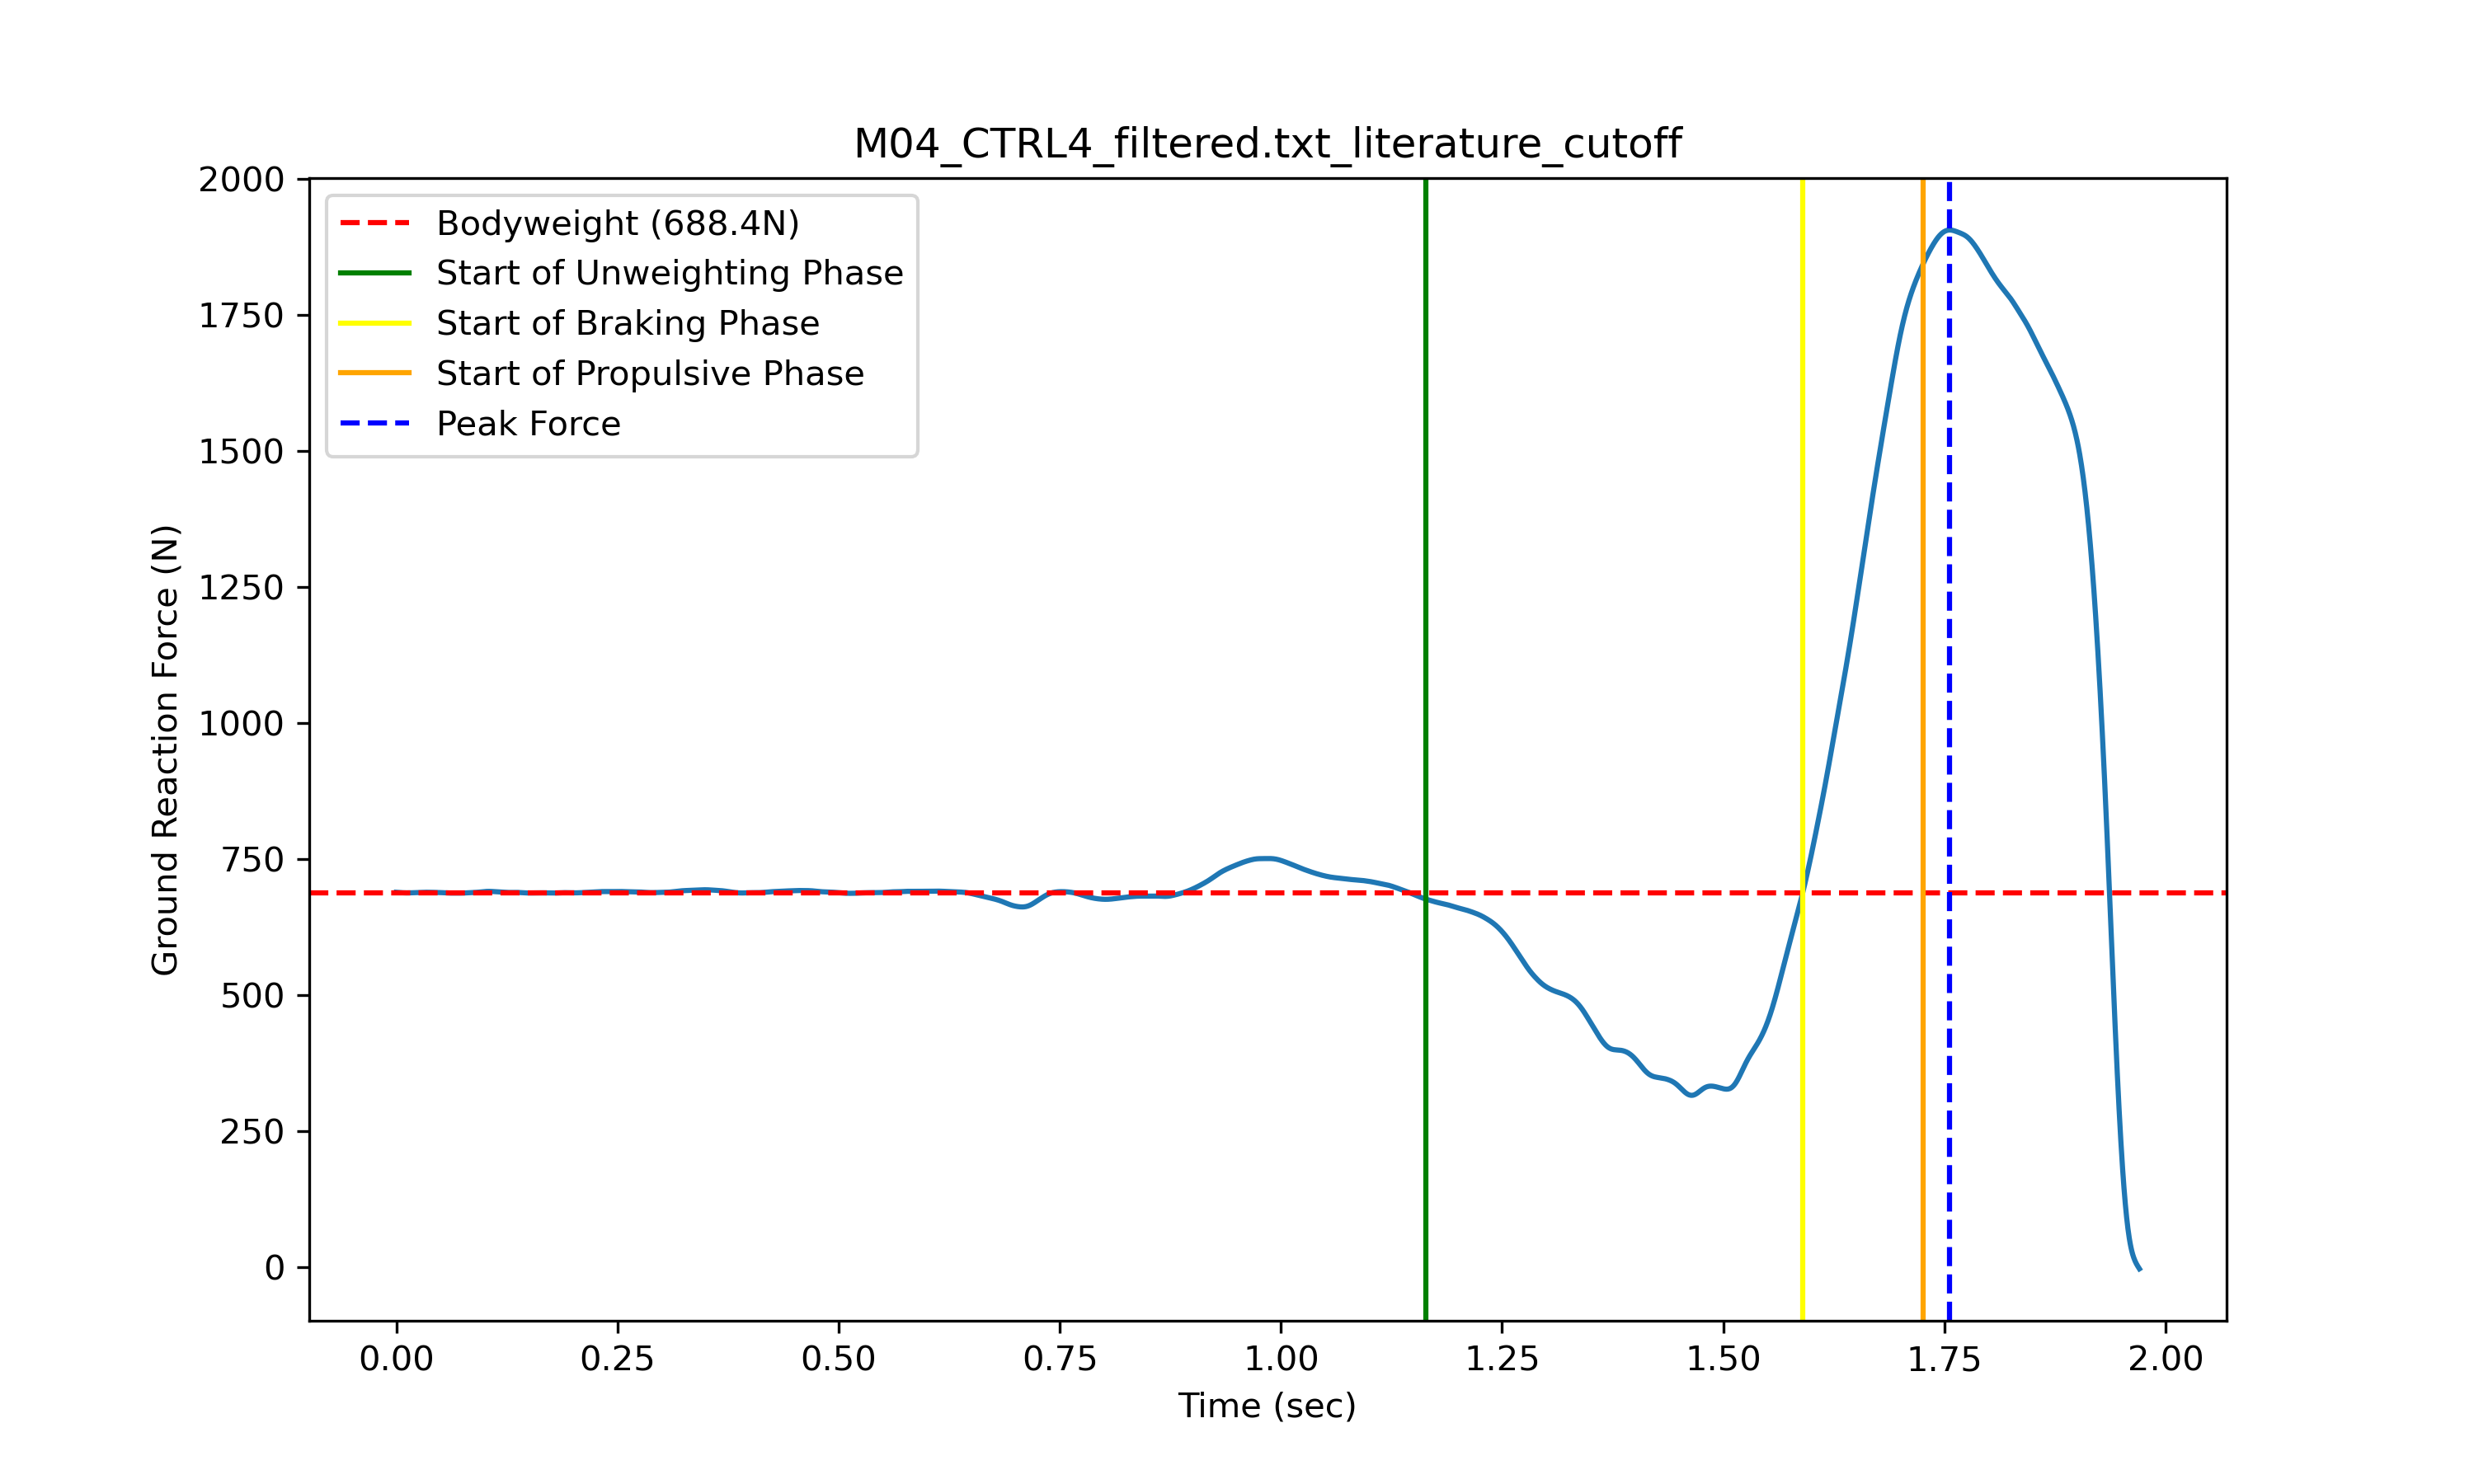 M04_CTRL4_filtered.txt_literature_cutoff
2000
1750
1500
1250
1000
750
500
250
0
Ground Reaction Force (N)
Bodyweight (688.4N)
Start of Unweighting Phase
Start of Braking Phase
Start of Propulsive Phase
Peak Force
0.00 0.25 0.50 0.75 1.00 1.25 1.50 1.75 2.00
Time (sec)